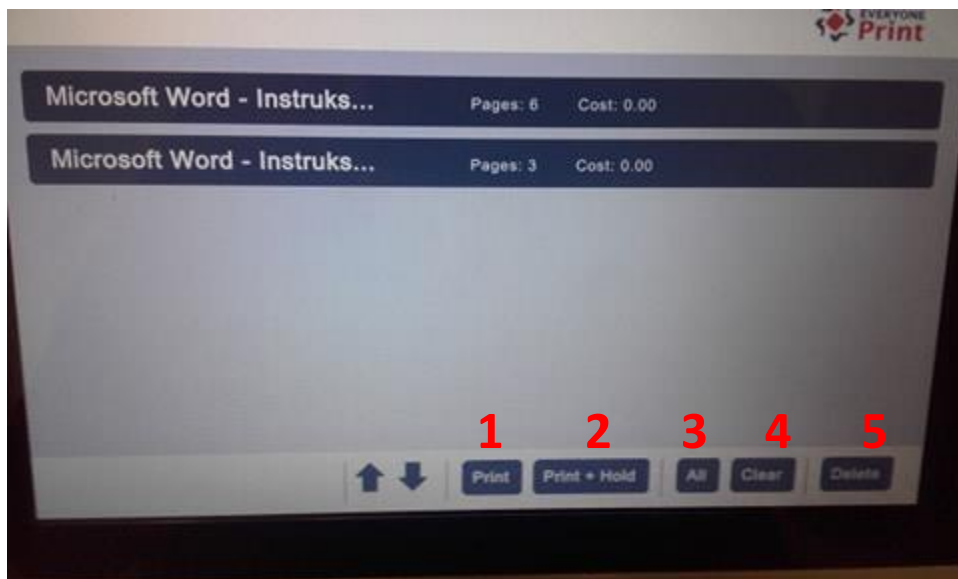 EVERYONE
Print
Microsoft Word - Instruks... Pages: 6 Cost: 0.00
Microsoft Word - Instruks... Pages: 3 Cost: 0.00
1 2 3 4 5
Print Print + Hold All Clear Delete